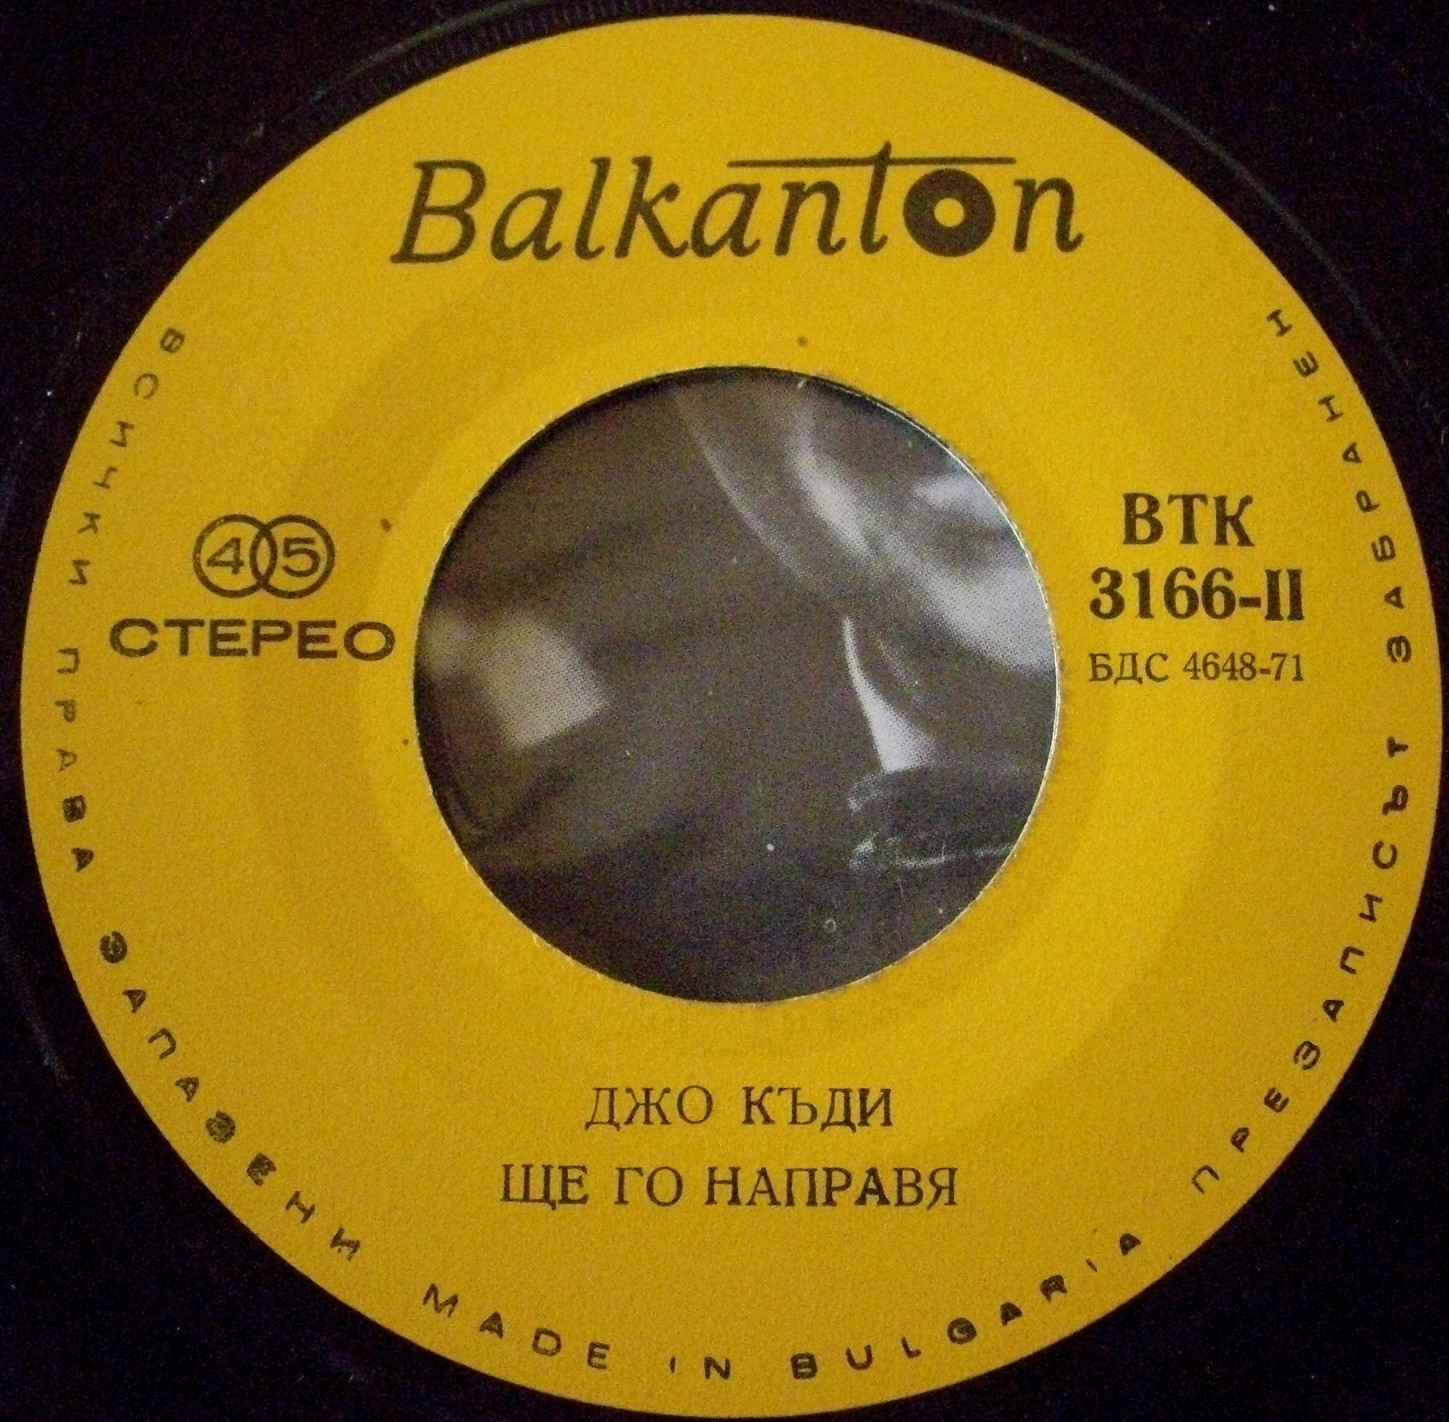 Balkanton
45
СТЕРЕО
ВТК
3166-II
БДС 4648-71
ДЖО КЪДИ
ЩЕ ГО НАПРАВЯ
ВСИЧКИ ПРАВА ЗАПАЗЕНИ MADE IN BULGARIA ПРЕЗАПИСЪТ ЗАБРАНЕН